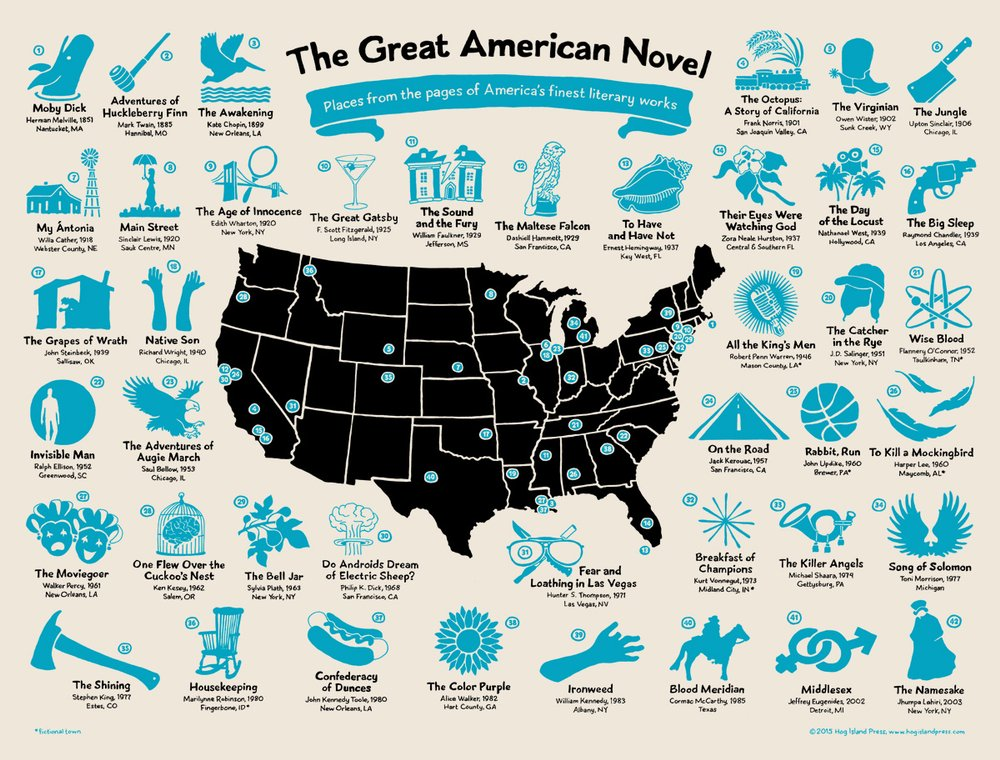 The Great American Novel
Places from the pages of America's finest literary works
1
Moby Dick
Herman Melville, 1851
Nantucket, MA
2
Adventures of
Huckleberry Finn
Mark Twain, 1885
Hannibal, MO
3
The Awakening
Kate Chopin, 1899
New Orleans, LA
4
The Octopus:
A Story of California
Frank Norris, 1901
San Joaquin Valley, CA
5
The Virginian
Owen Wister, 1902
Sunk Creek, WY
6
The Jungle
Upton Sinclair, 1906
Chicago, IL
7
My Ántonia
Willa Cather, 1918
Webster County, NE
8
Main Street
Sinclair Lewis, 1920
Sauk Centre, MN
9
The Age of Innocence
Edith Wharton, 1920
New York, NY
10
The Great Gatsby
F. Scott Fitzgerald, 1925
Long Island, NY
11
The Sound
and the Fury
William Faulkner, 1929
Jefferson, MS
12
The Maltese Falcon
Dashiell Hammett, 1929
San Francisco, CA
13
To Have
and Have Not
Ernest Hemingway, 1937
Key West, FL
14
Their Eyes Were
Watching God
Zora Neale Hurston, 1937
Central & Southern FL
15
The Day
of the Locust
Nathanael West, 1939
Hollywood, CA
16
The Big Sleep
Raymond Chandler, 1939
Los Angeles, CA
17
The Grapes of Wrath
John Steinbeck, 1939
Sallisaw, OK
18
Native Son
Richard Wright, 1940
Chicago, IL
19
All the King's Men
Robert Penn Warren, 1946
Mason County, LA*
20
The Catcher
in the Rye
J.D. Salinger, 1951
New York, NY
21
Wise Blood
Flannery O'Connor, 1952
Taulkinham, TN*
22
Invisible Man
Ralph Ellison, 1952
Greenwood, SC
23
The Adventures of
Augie March
Saul Bellow, 1953
Chicago, IL
24
On the Road
Jack Kerouac, 1957
San Francisco, CA
25
Rabbit, Run
John Updike, 1960
Brewer, PA*
26
To Kill a Mockingbird
Harper Lee, 1960
Maycomb, AL*
27
The Moviegoer
Walker Percy, 1961
New Orleans, LA
28
One Flew Over the
Cuckoo's Nest
Ken Kesey, 1962
Salem, OR
29
The Bell Jar
Sylvia Plath, 1963
New York, NY
30
Do Androids Dream
of Electric Sheep?
Philip K. Dick, 1968
San Francisco, CA
31
Fear and
Loathing in Las Vegas
Hunter S. Thompson, 1971
Las Vegas, NV
32
Breakfast of
Champions
Kurt Vonnegut, 1973
Midland City, IN*
33
The Killer Angels
Michael Shaara, 1974
Gettysburg, PA
34
Song of Solomon
Toni Morrison, 1977
Michigan
35
The Shining
Stephen King, 1977
Estes, CO
36
Housekeeping
Marilynne Robinson, 1980
Fingerbone, ID*
37
Confederacy
of Dunces
John Kennedy Toole, 1980
New Orleans, LA
38
The Color Purple
Alice Walker, 1982
Hart County, GA
39
Ironweed
William Kennedy, 1983
Albany, NY
40
Blood Meridian
Cormac McCarthy, 1985
Texas
41
Middlesex
Jeffrey Eugenides, 2002
Detroit, MI
42
The Namesake
Jhumpa Lahiri, 2003
New York, NY
*fictional town
©2015 Hog Island Press, www.hogislandpress.com